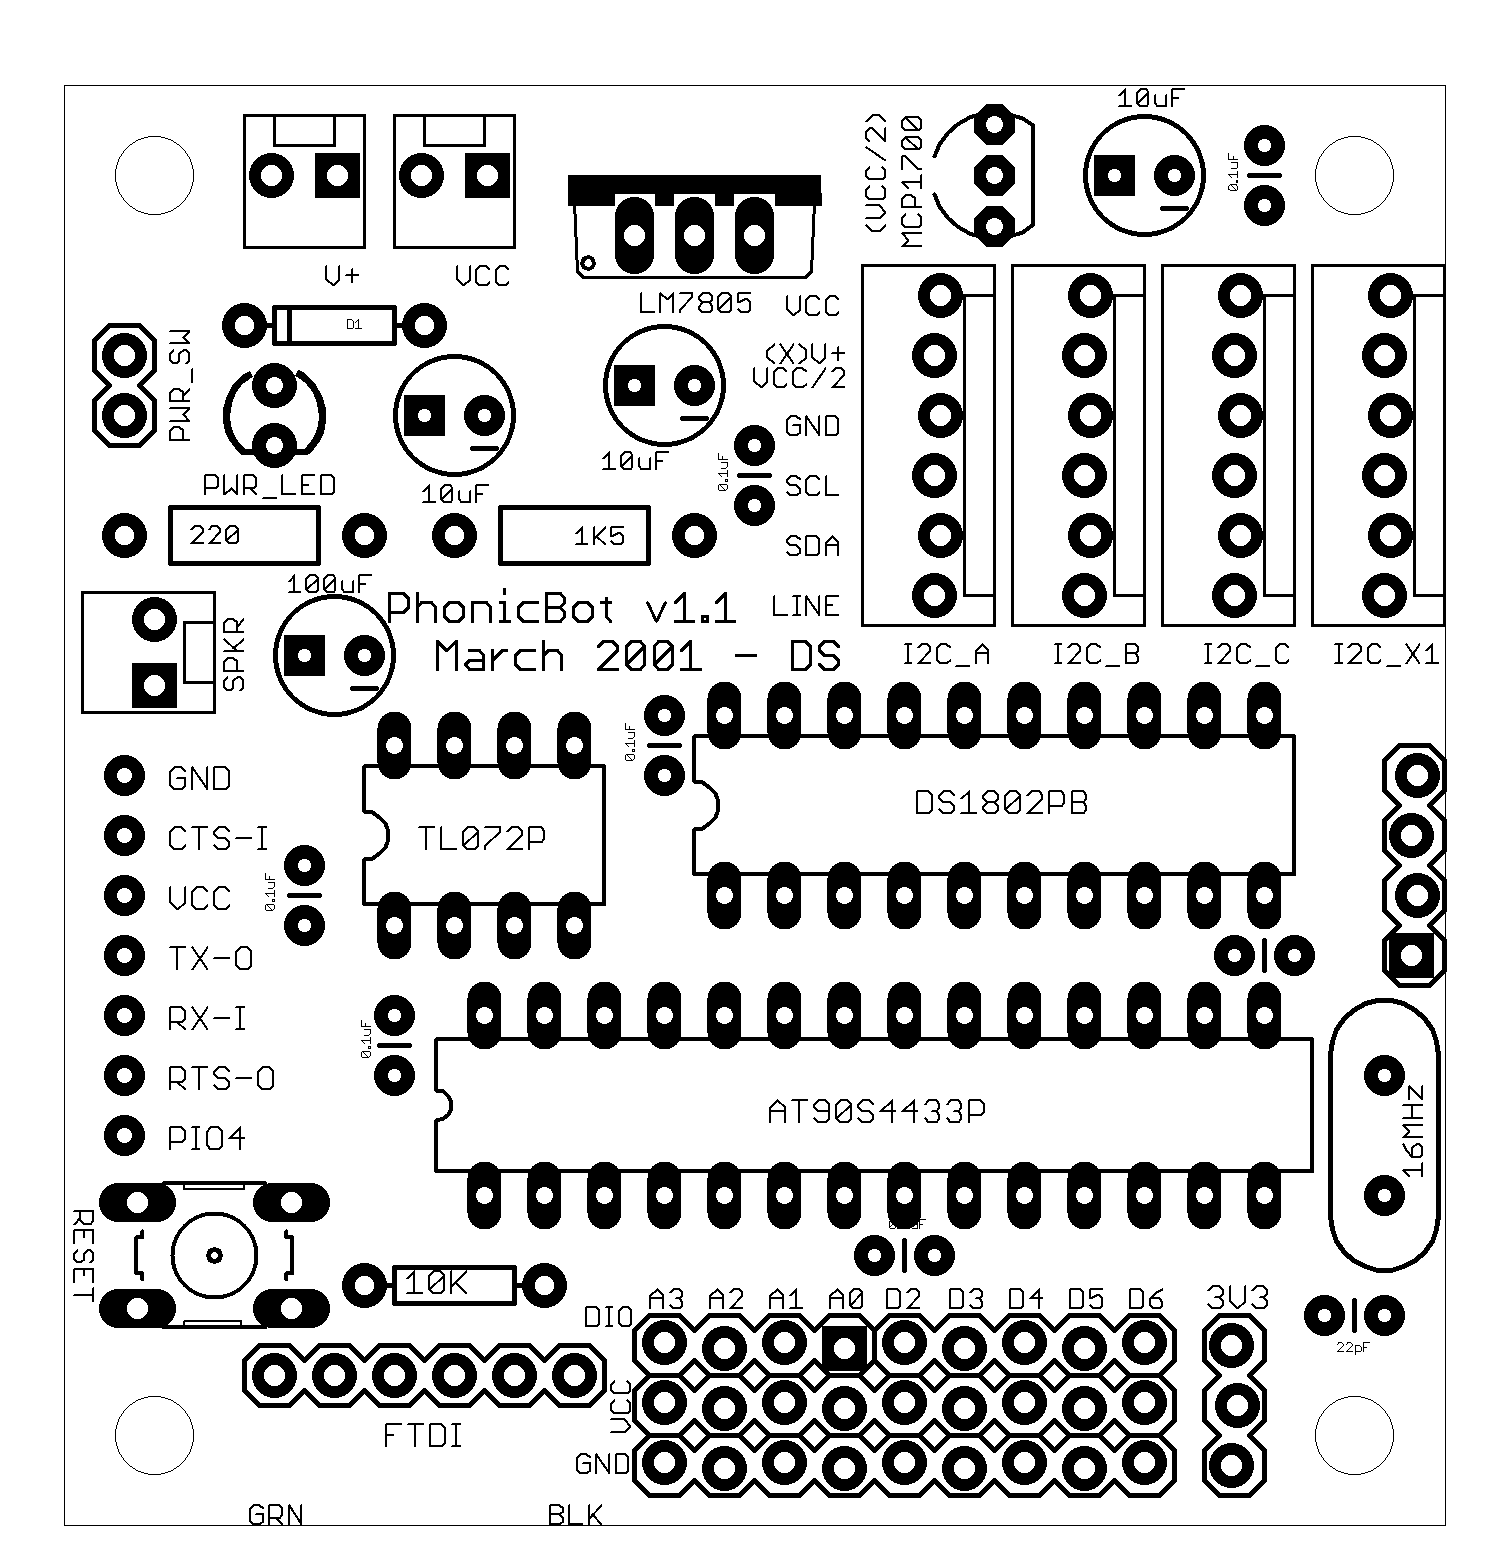 10uF
(VCC/2)
MCP1700
0.1uF
V+
VCC
LM7805
VCC
D1
PWR_SW
(X)V+
VCC/2
GND
10uF
0.1uF
PWR_LED
10uF
SCL
220
1K5
SDA
100uF
PhonicBot v1.1
LINE
SPKR
March 2001 - DS
I2C_A
I2C_B
I2C_C
I2C_X1
0.1uF
GND
DS1802PB
CTS-I
TL072P
0.1uF
VCC
TX-O
RX-I
0.1uF
RTS-O
AT90S4433P
16MHz
PIO4
RESET
10K
DIO
A3
A2
A1
A0
D2
D3
D4
D5
D6
3V3
22pF
VCC
FTDI
GND
GRN
BLK